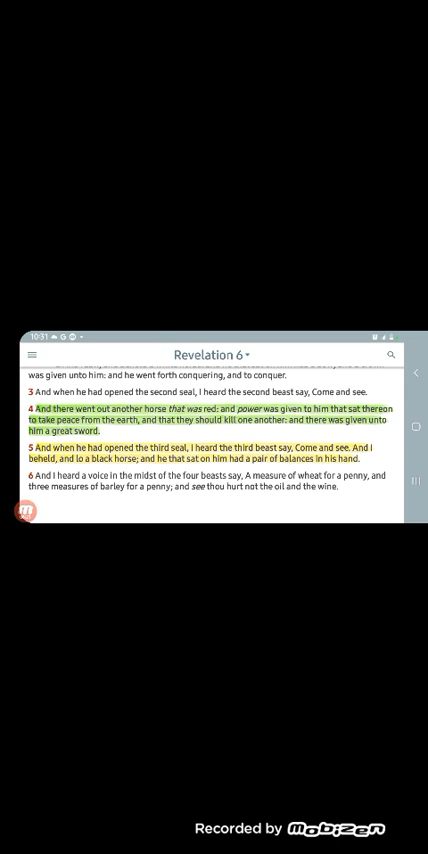 10:31
Revelation 6
was given unto him: and he went forth conquering, and to conquer.
3 And when he had opened the second seal, I heard the second beast say, Come and see.
4 And there went out another horse that was red: and power was given to him that sat thereon
to take peace from the earth, and that they should kill one another: and there was given unto
him a great sword.
5 And when he had opened the third seal, I heard the third beast say, Come and see. And I
beheld, and lo a black horse; and he that sat on him had a pair of balances in his hand.
6 And I heard a voice in the midst of the four beasts say, A measure of wheat for a penny, and
three measures of barley for a penny; and see thou hurt not the oil and the wine.
Recorded by mobizen